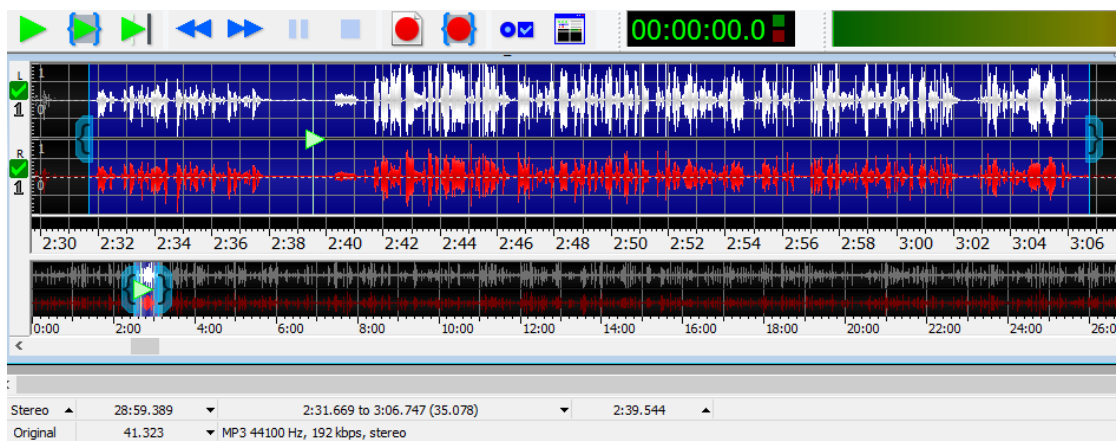 00:00:00.0
L
1
1
0
R
1
1
0
2:30 2:32 2:34 2:36 2:38 2:40 2:42 2:44 2:46 2:48 2:50 2:52 2:54 2:56 2:58 3:00 3:02 3:04 3:06
0:00 2:00 4:00 6:00 8:00 10:00 12:00 14:00 16:00 18:00 20:00 22:00 24:00 26:0
Stereo 28:59.389 2:31.669 to 3:06.747 (35.078) 2:39.544
Original 41.323 MP3 44100 Hz, 192 kbps, stereo